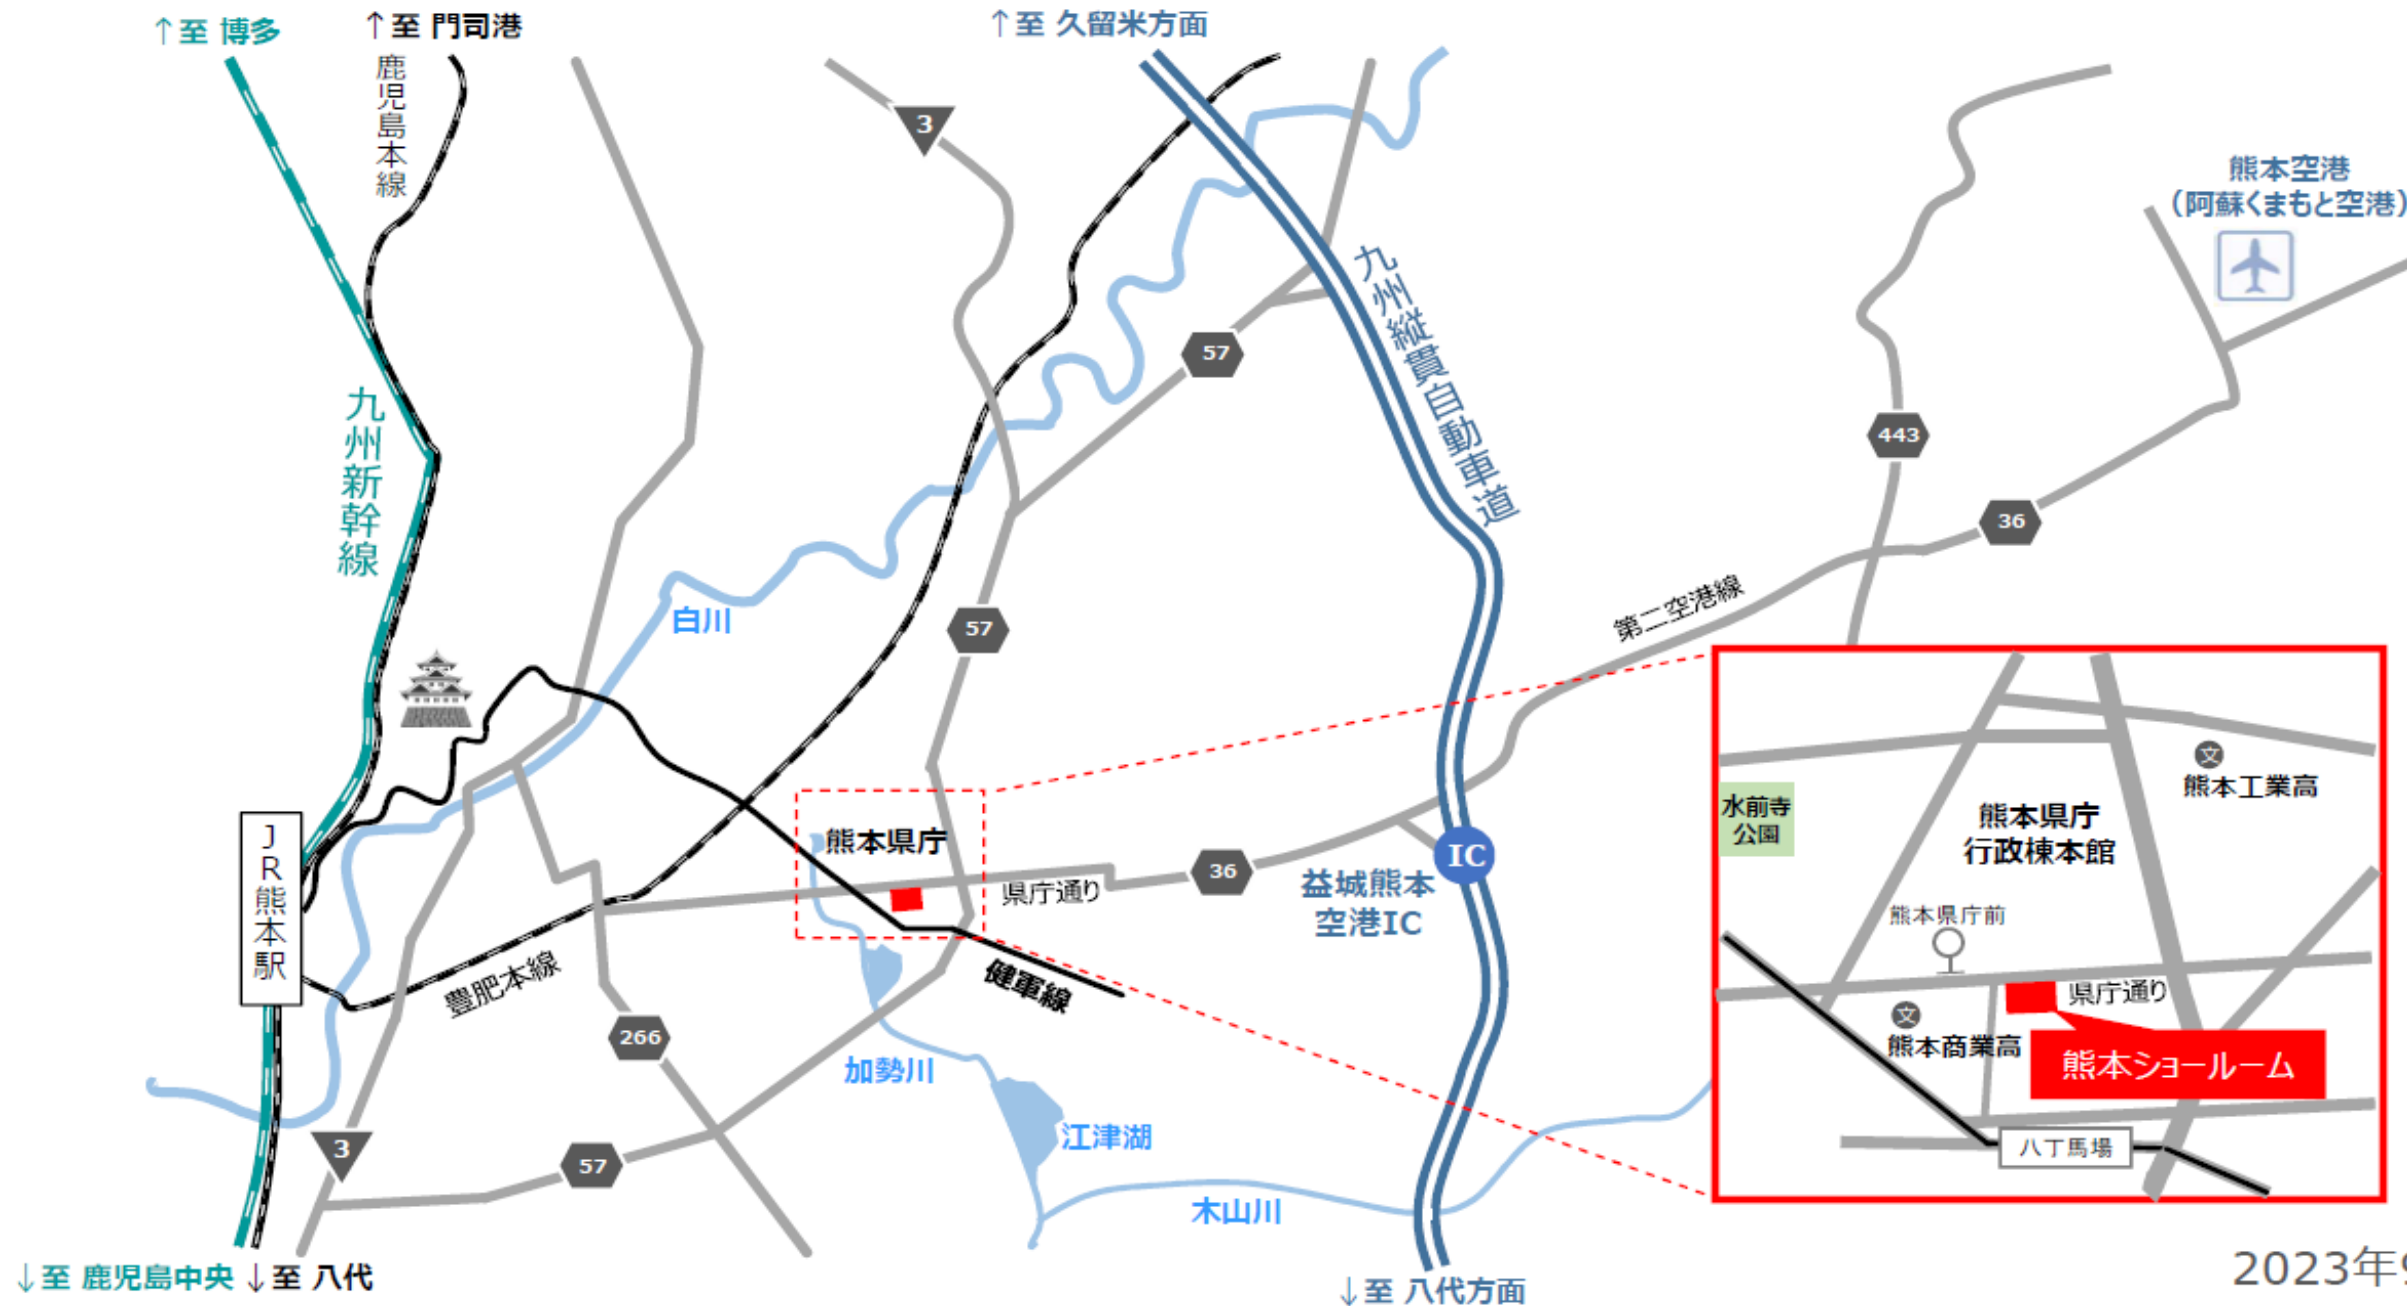 ↑至 博多
↑至 門司港
↑至 久留米方面
鹿児島本線
3
熊本空港
（阿蘇くまもと空港）
九州縦貫自動車道
57
九州新幹線
443
36
第二空港線
白川
57
JR熊本駅
熊本県庁
県庁通り
36
IC
益城熊本
空港IC
豊肥本線
健軍線
266
加勢川
江津湖
3
57
木山川
水前寺
公園
熊本工業高
文
熊本県庁
行政棟本館
熊本県庁前
県庁通り
文
熊本商業高
熊本ショールーム
八丁馬場
↓至 鹿児島中央
↓至 八代
↓至 八代方面
2023年